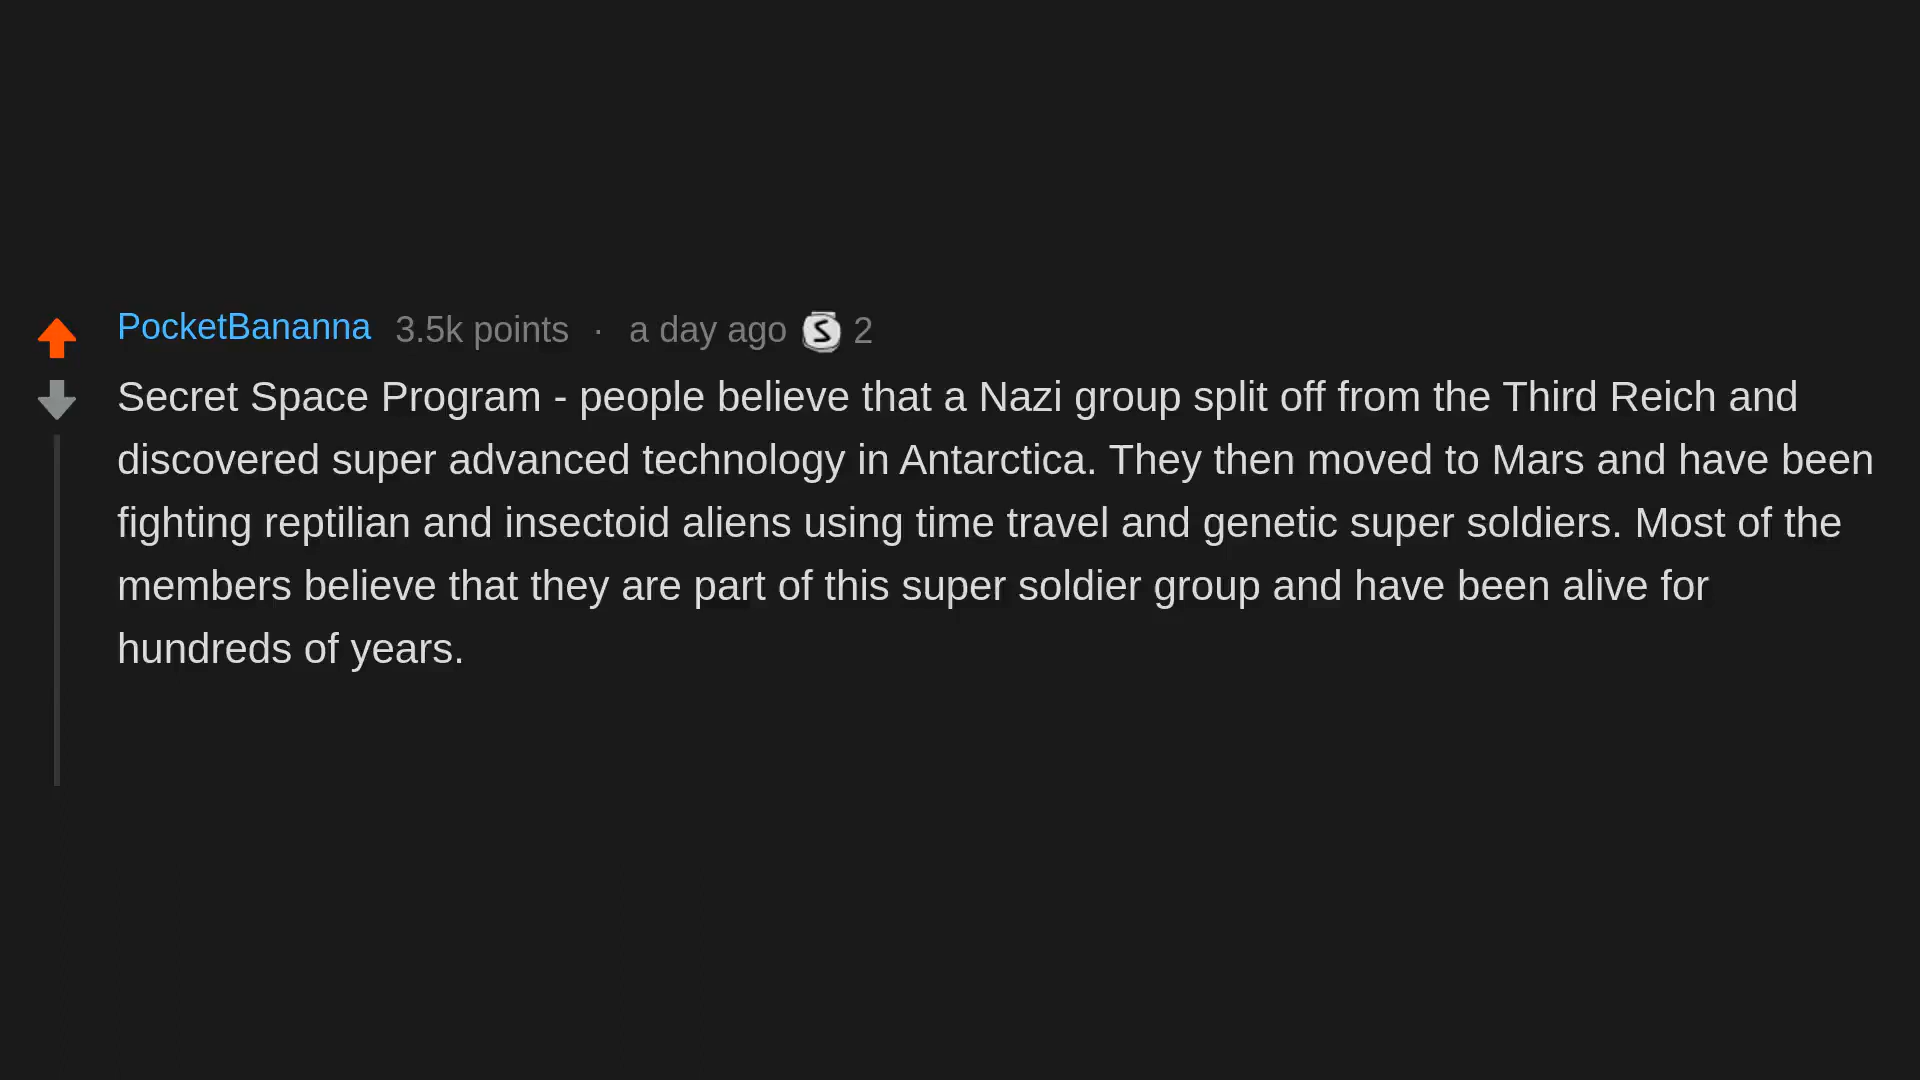 PocketBananna 3.5k points · a day ago S 2
Secret Space Program - people believe that a Nazi group split off from the Third Reich and
discovered super advanced technology in Antarctica. They then moved to Mars and have been
fighting reptilian and insectoid aliens using time travel and genetic super soldiers. Most of the
members believe that they are part of this super soldier group and have been alive for
hundreds of years.